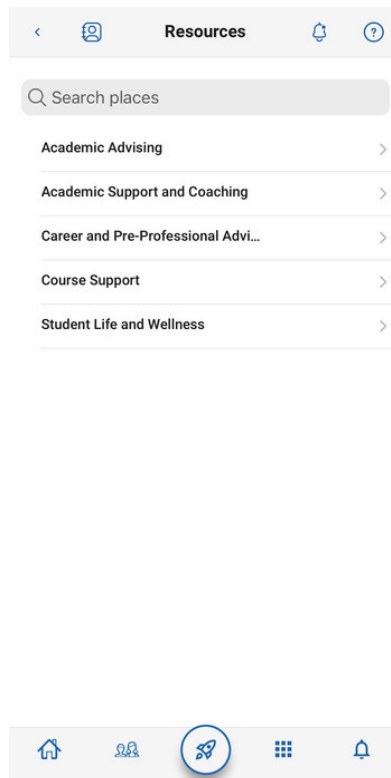 Resources
Search places
Academic Advising
Academic Support and Coaching
Career and Pre-Professional Advi...
Course Support
Student Life and Wellness